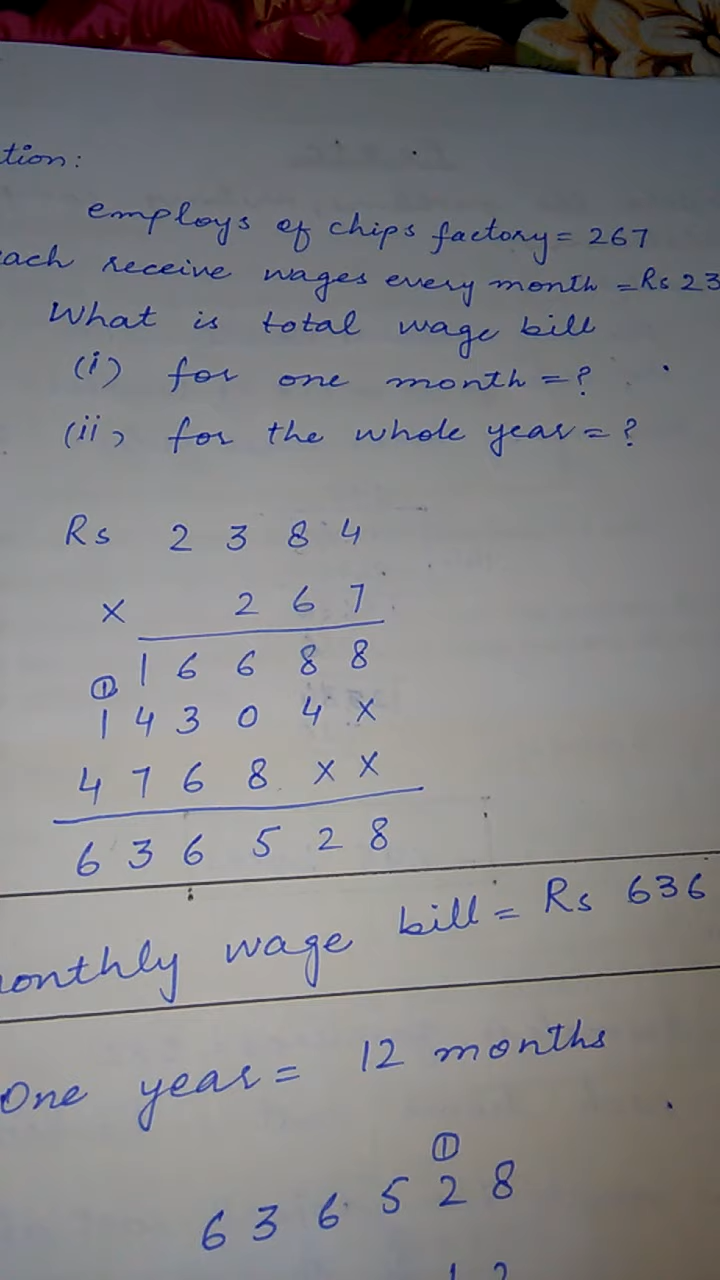 tion:
employs of chips factory = 267
ach receive wages every month = Rs 23
What is total wage bill
(i) for one month = ?
(ii) for the whole year = ?
Rs 2 3 8 4
× 2 6 7
1 6 6 8 8
① 1 4 3 0 4 ×
4 7 6 8 × ×
6 3 6 5 2 8
onthly wage bill = Rs 636
One year = 12 months
①
6 3 6 5 2 8
1 2